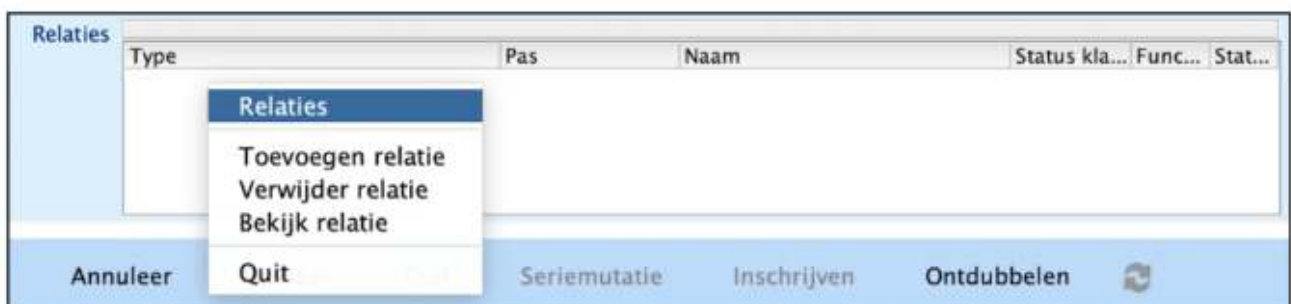 Relaties
Type Pas Naam Status kla... Func... Stat...
Relaties
Toevoegen relatie
Verwijder relatie
Bekijk relatie
Quit
Annuleer Seriemutatie Inschrijven Ontdubbelen